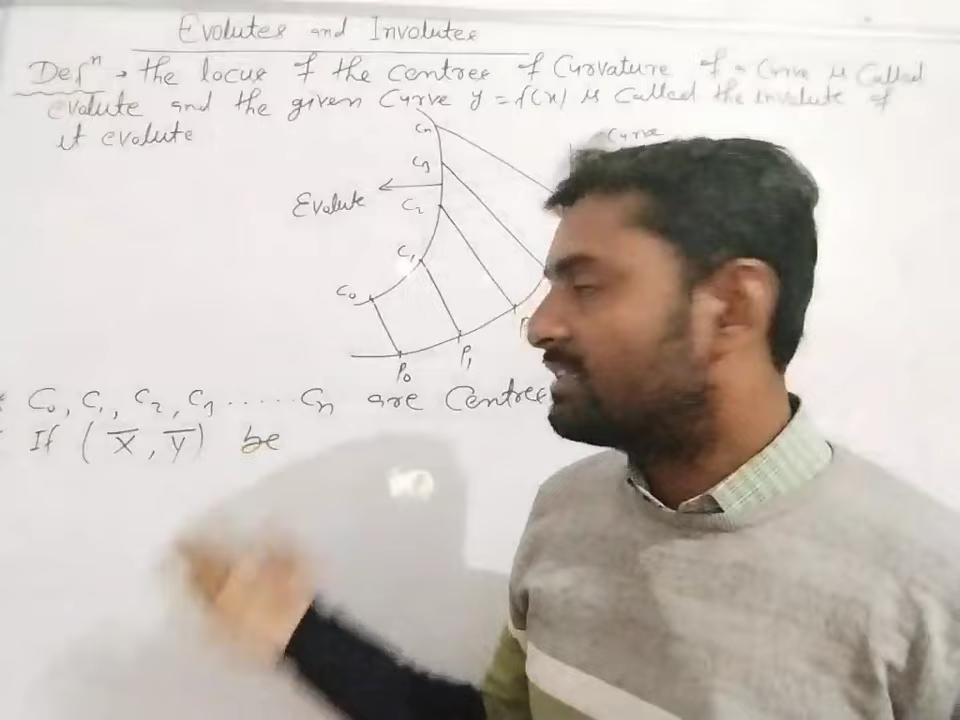 Evolutes and Involutes
Defⁿ → the locus of the centre of Curvature of a Curve is Called
evolute and the given Curve y = f(x) is called the involute of
it evolute
Cn
Curve
C3
Evolute
C2
C1
C0
P1
P0
C0, C1, C2, C3 ..... Cn are Centre
If (X̅, Y̅) be